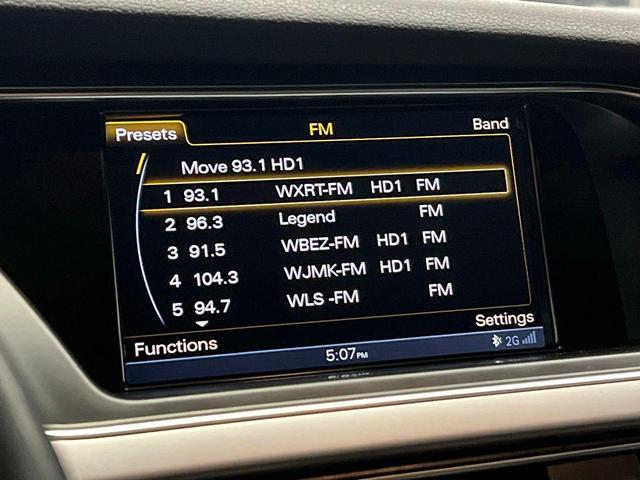 Presets FM Band
Move 93.1 HD1
1 93.1 WXRT-FM HD1 FM
2 96.3 Legend FM
3 91.5 WBEZ-FM HD1 FM
4 104.3 WJMK-FM HD1 FM
5 94.7 WLS -FM FM
Settings
Functions
2G
5:07PM